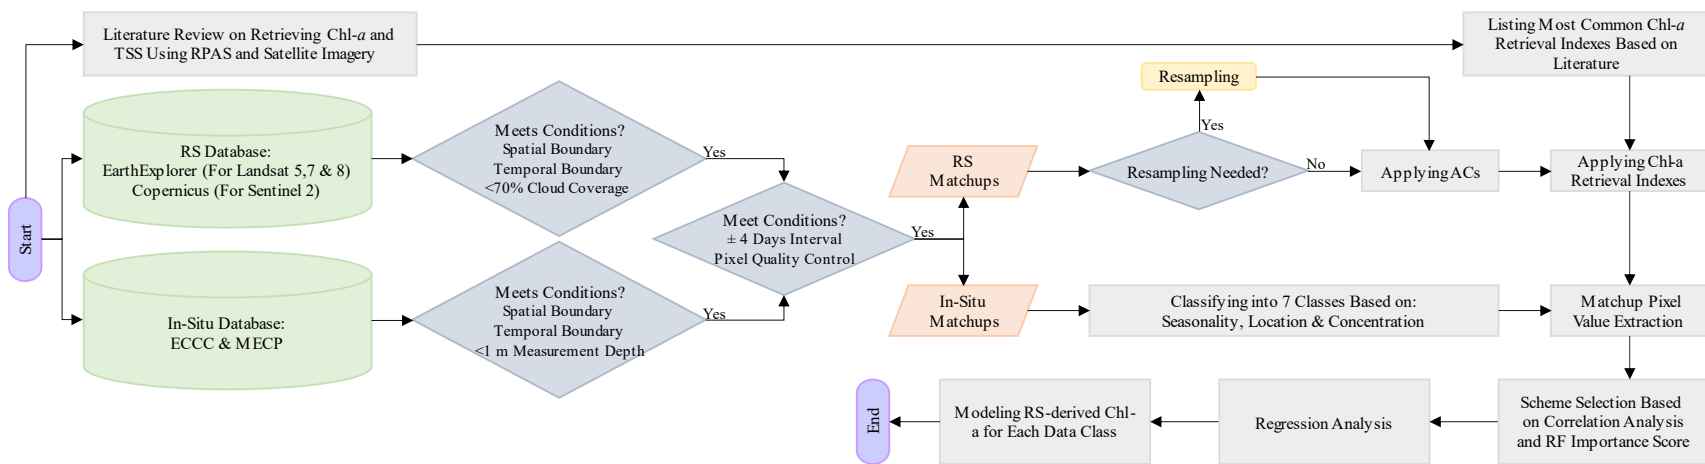 Start
Literature Review on Retrieving Chl-a and
TSS Using RPAS and Satellite Imagery
Listing Most Common Chl-a
Retrieval Indexes Based on
Literature
RS Database:
EarthExplorer (For Landsat 5,7 & 8)
Copernicus (For Sentinel 2)
Meets Conditions?
Spatial Boundary
Temporal Boundary
<70% Cloud Coverage
Yes
In-Situ Database:
ECCC & MECP
Meets Conditions?
Spatial Boundary
Temporal Boundary
<1 m Measurement Depth
Yes
Meet Conditions?
± 4 Days Interval
Pixel Quality Control
Yes
RS
Matchups
Resampling Needed?
Yes
Resampling
No
Applying ACs
Applying Chl-a
Retrieval Indexes
In-Situ
Matchups
Classifying into 7 Classes Based on:
Seasonality, Location & Concentration
Matchup Pixel
Value Extraction
Scheme Selection Based
on Correlation Analysis
and RF Importance Score
Regression Analysis
Modeling RS-derived Chl-
a for Each Data Class
End